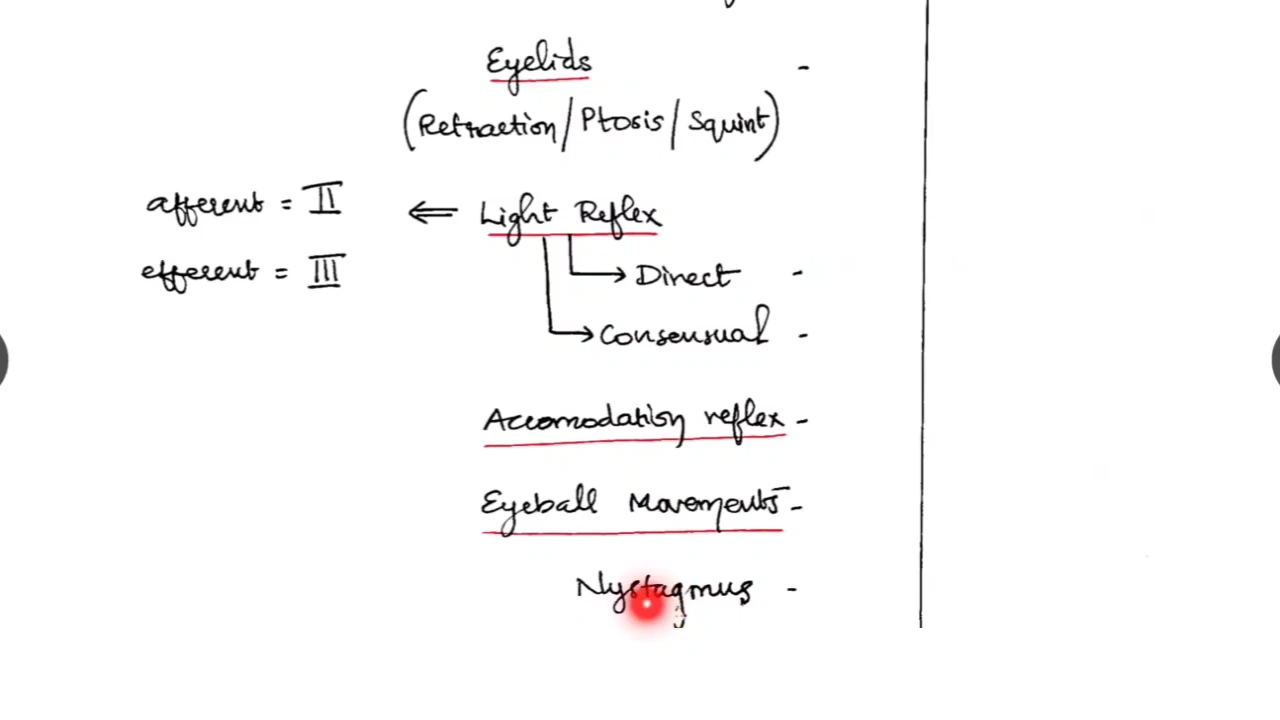 Eyelids -
(Retraction/Ptosis/Squint)
afferent = II ⇐ Light Reflex
efferent = III
→ Direct -
→ Consensual -
Accomodation reflex -
Eyeball Movements -
Nystagmus -